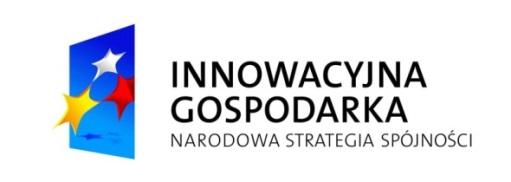 INNOWACYJNA
GOSPODARKA
NARODOWA STRATEGIA SPÓJNOŚCI